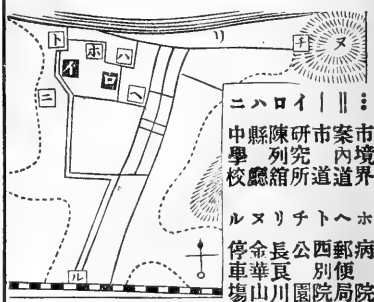 リ
ト
チ
ヌ
ホ
ハ
イ
ロ
ニ
ヘ
ル
市境界
案內道
市道
イ 研究所
ロ 陳列舘
ハ 縣廳
ニ 中學校
ホ 病院
ヘ 郵便局
ト 西別院
チ 公園
リ 長良川
ヌ 金華山
ル 停車塲